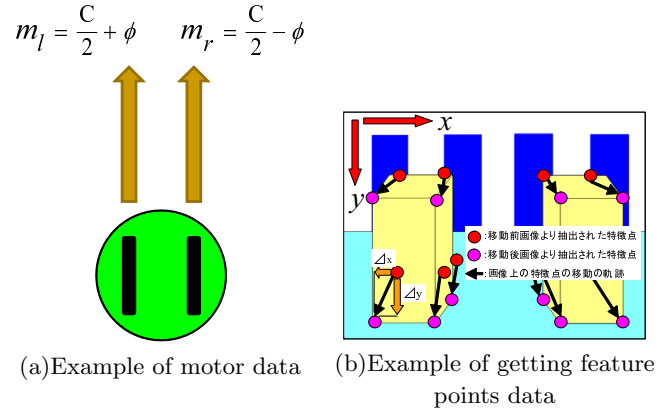 m_l = C/2 + ϕ
m_r = C/2 − ϕ
x
y
●:移動前画像より抽出された特徴点
●:移動後画像より抽出された特徴点
:画像上の特徴点の移動の軌跡
⊿x
⊿y
(a)Example of motor data
(b)Example of getting feature
points data